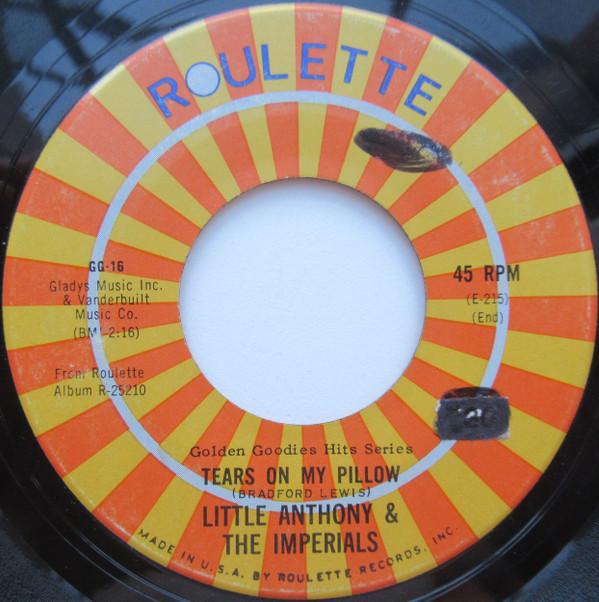 ROULETTE
GG-16
Gladys Music Inc.
& Vanderbuilt
Music Co.
(BMI-2:16)
From Roulette
Album R-25210
45 RPM
(E-215)
(End)
Golden Goodies Hits Series
TEARS ON MY PILLOW
(BRADFORD LEWIS)
LITTLE ANTHONY &
THE IMPERIALS
MADE IN U.S.A. BY ROULETTE RECORDS, INC.